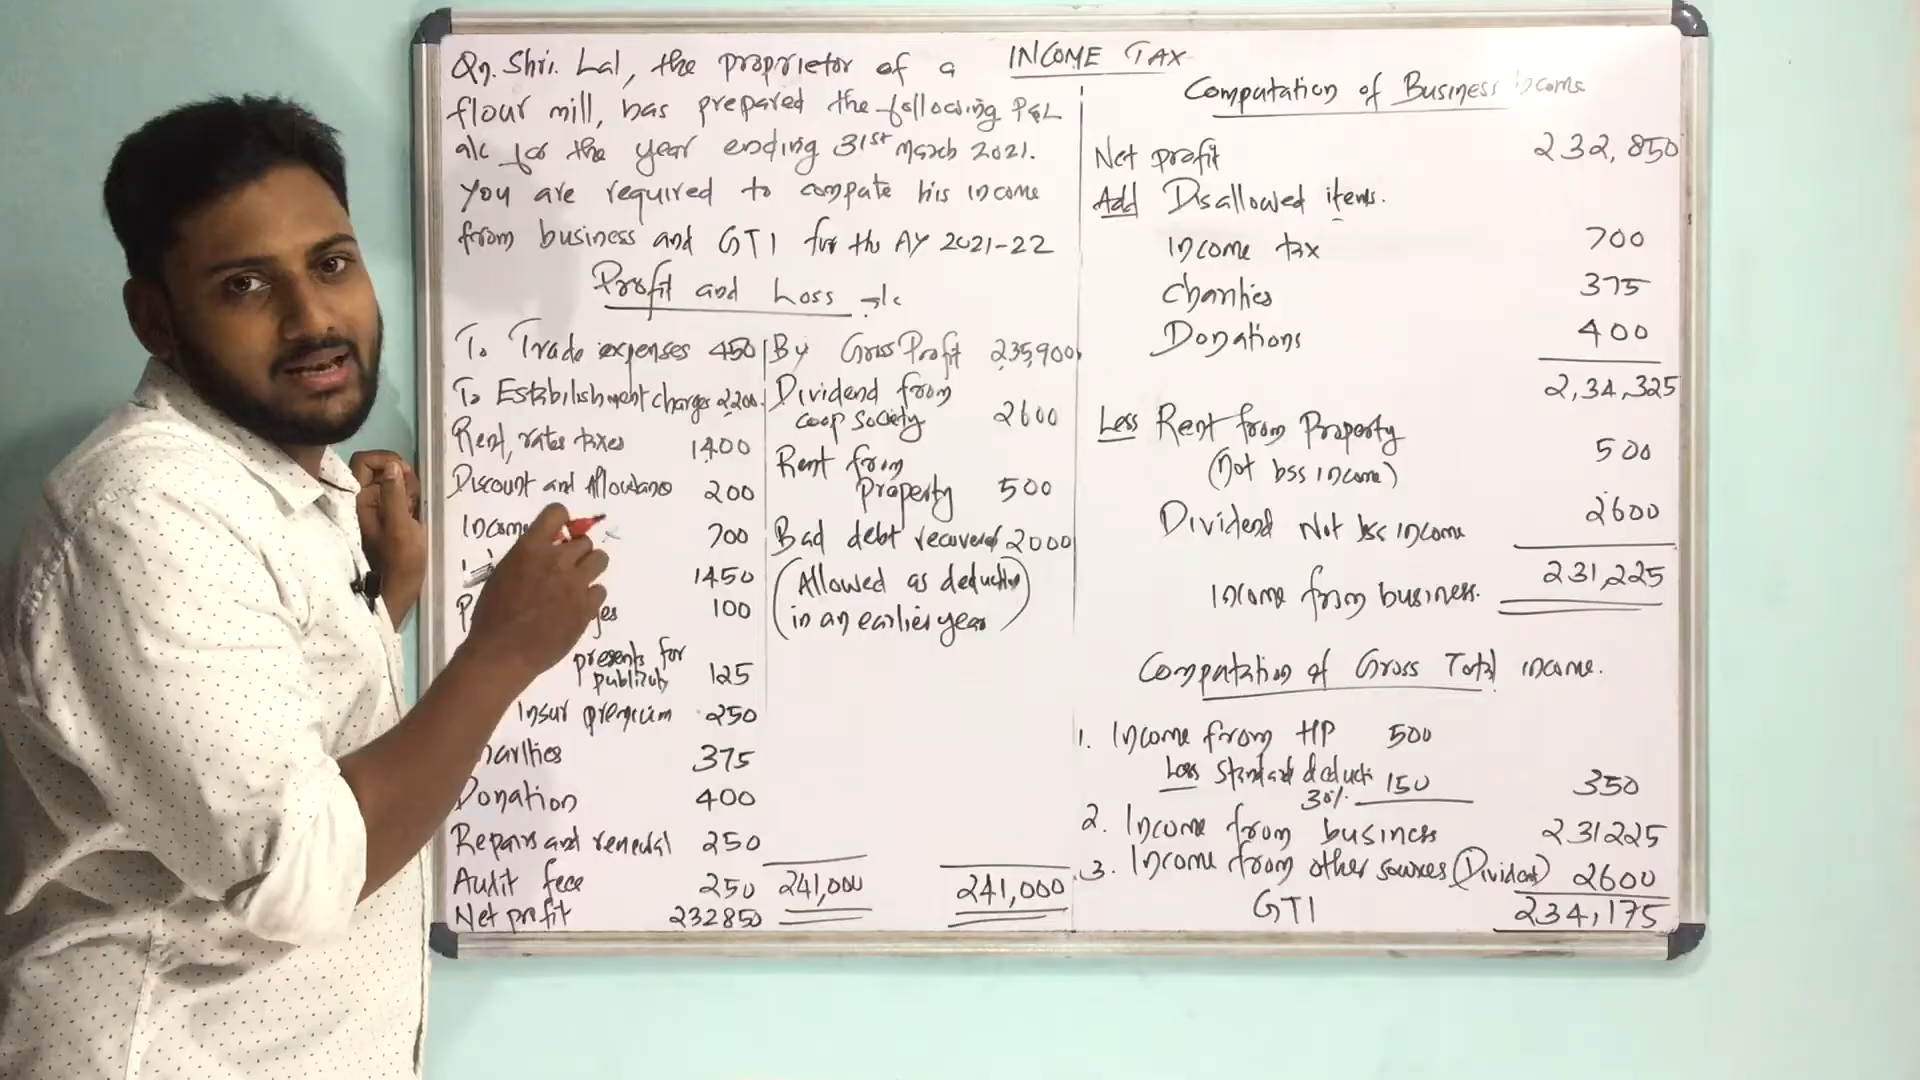 INCOME TAX
Qn. Shri. Lal, the proprietor of a
flour mill, has prepared the following P&L
a/c for the year ending 31st March 2021.
You are required to compute his income
from business and GTI for the AY 2021-22
Profit and Loss a/c
To Trade expenses 450
To Establishment charges 2200
Rent, rates taxes 1400
Discount and Allowance 200
Income 700
1450
100
presents for
publicity 125
Insur premium 250
Charities 375
Donation 400
Repairs and renewal 250
Audit fees 250 241,000
Net profit 232850
By Gross Profit 235,900
Dividend from
coop society 2600
Rent from
property 500
Bad debt recovered 2000
(Allowed as deduction
in an earlier year)
241,000
Computation of Business Income
Net profit 232,850
Add Disallowed items.
Income tax 700
Charities 375
Donations 400
2,34,325
Less Rent from Property
(Not bss income) 500
Dividend Not bss income 2600
Income from business. 231,225
Computation of Gross Total income.
1. Income from HP 500
Less Standard deducti
30% 150 350
2. Income from business 231225
3. Income from other sources (Dividend) 2600
GTI 234,175